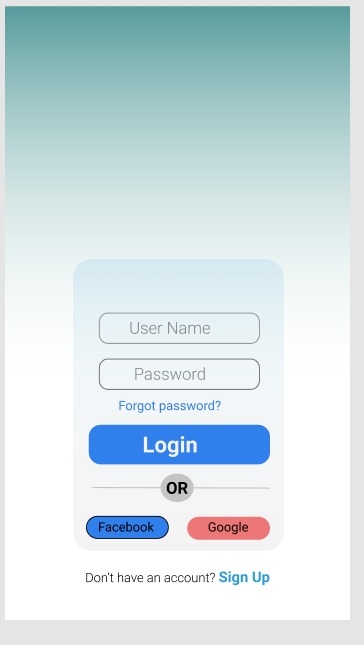 User Name
Password
Forgot password?
Login
OR
Facebook Google
Don't have an account? Sign Up